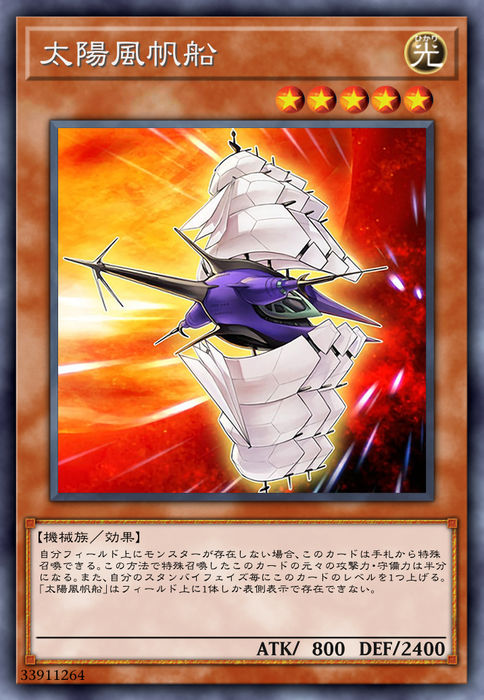 太陽風帆船
ひかり
光
【機械族／効果】
自分フィールド上にモンスターが存在しない場合、このカードは手札から特殊
召喚できる。この方法で特殊召喚したこのカードの元々の攻撃力・守備力は半分
になる。また、自分のスタンバイフェイズ毎にこのカードのレベルを1つ上げる。
「太陽風帆船」はフィールド上に1体しか表側表示で存在できない。
ATK/ 800 DEF/2400
33911264